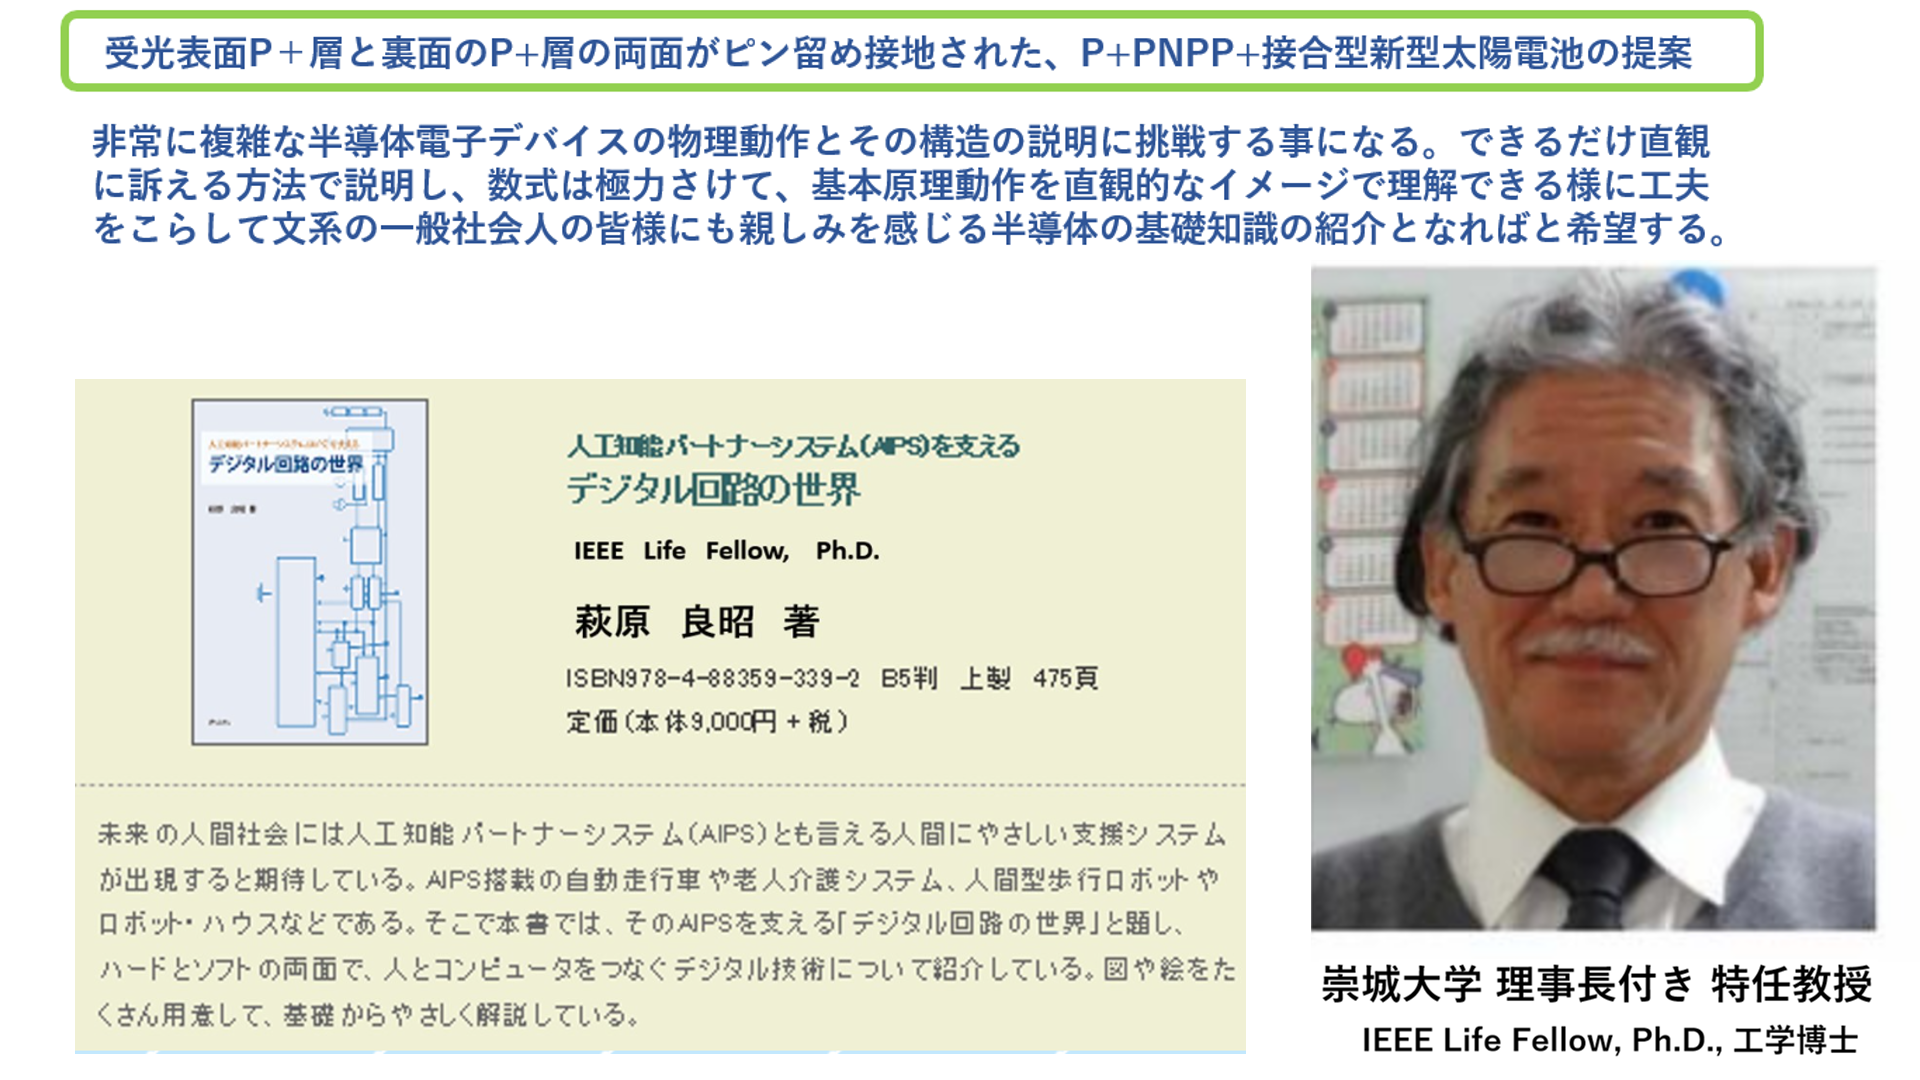 受光表面P＋層と裏面のP+層の両面がピン留め接地された、P+PNPP+接合型新型太陽電池の提案
非常に複雑な半導体電子デバイスの物理動作とその構造の説明に挑戦する事になる。できるだけ直観
に訴える方法で説明し、数式は極力さけて、基本原理動作を直観的なイメージで理解できる様に工夫
をこらして文系の一般社会人の皆様にも親しみを感じる半導体の基礎知識の紹介となればと希望する。
デジタル回路の世界
人工知能パートナーシステム(AIPS)を支える
デジタル回路の世界
IEEE Life Fellow, Ph.D.
萩原 良昭 著
ISBN978-4-88359-339-2 B5判 上製 475頁
定価(本体9,000円+税)
未来の人間社会には人工知能パートナーシステム(AIPS)とも言える人間にやさしい支援システム
が出現すると期待している。AIPS搭載の自動走行車や老人介護システム、人間型歩行ロボットや
ロボット・ハウスなどである。そこで本書では、そのAIPSを支える「デジタル回路の世界」と題し、
ハードとソフトの両面で、人とコンピュータをつなぐデジタル技術について紹介している。図や絵をた
くさん用意して、基礎からやさしく解説している。
崇城大学 理事長付き 特任教授
IEEE Life Fellow, Ph.D., 工学博士